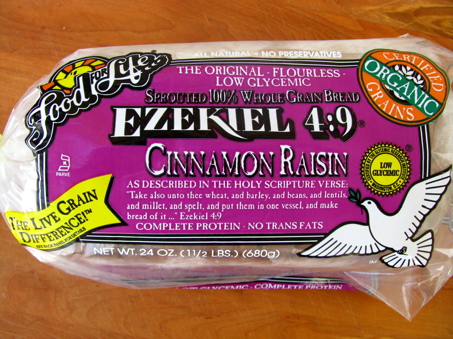 ALL NATURAL • NO PRESERVATIVES
Food FOR Life
THE ORIGINAL - FLOURLESS -
LOW GLYCEMIC
SPROUTED 100% WHOLE GRAIN BREAD
EZEKIEL 4:9®
CINNAMON RAISIN
CERTIFIED
ORGANIC
GRAINS
LOW
GLYCEMIC
PARVE
AS DESCRIBED IN THE HOLY SCRIPTURE VERSE:
"Take also unto thee wheat, and barley, and beans, and lentils,
and millet, and spelt, and put them in one vessel, and make
bread of it ..." Ezekiel 4:9
COMPLETE PROTEIN - NO TRANS FATS
THE LIVE GRAIN
DIFFERENCE!™
NET WT. 24 OZ. (1 1/2 LBS.) (680g)
GLYCEMIC - COMPLETE PROTEIN